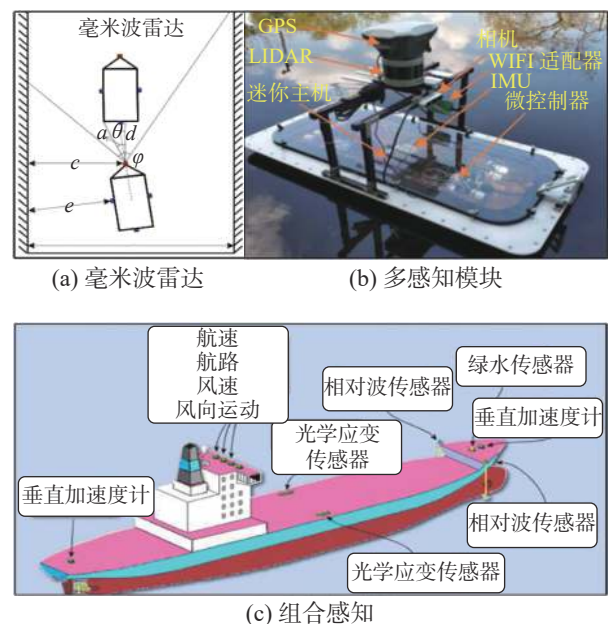 毫米波雷达
a θ d
c φ
e
(a) 毫米波雷达
GPS
LIDAR
迷你主机
相机
WIFI 适配器
IMU
微控制器
(b) 多感知模块
航速
航路
风速
风向运动
绿水传感器
相对波传感器
垂直加速度计
光学应变
传感器
垂直加速度计
相对波传感器
光学应变传感器
(c) 组合感知